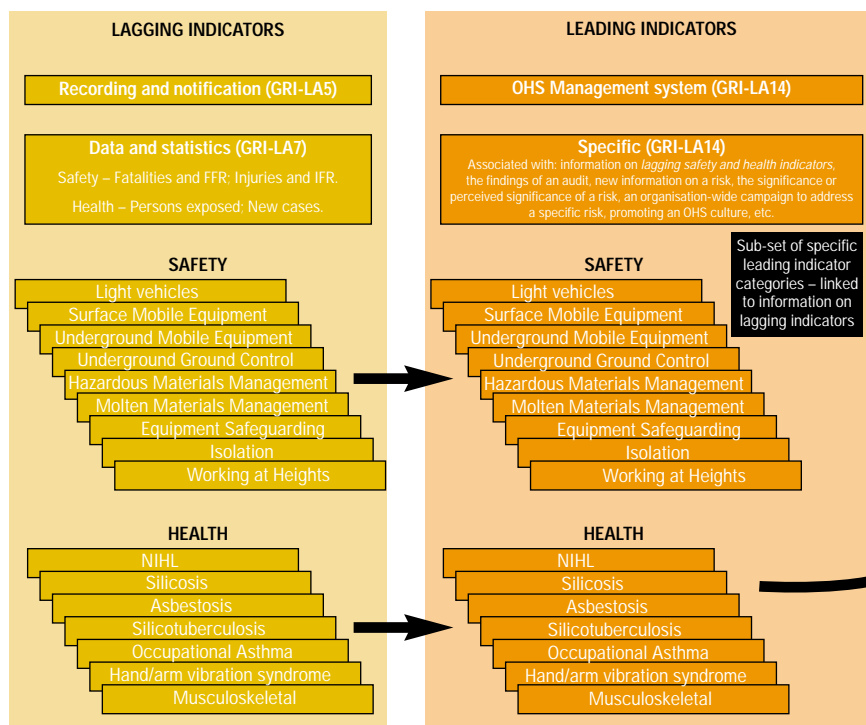 LAGGING INDICATORS
Recording and notification (GRI-LA5)
Data and statistics (GRI-LA7)
Safety – Fatalities and FFR; Injuries and IFR.
Health – Persons exposed; New cases.
SAFETY
Light vehicles
Surface Mobile Equipment
Underground Mobile Equipment
Underground Ground Control
Hazardous Materials Management
Molten Materials Management
Equipment Safeguarding
Isolation
Working at Heights
HEALTH
NIHL
Silicosis
Asbestosis
Silicotuberculosis
Occupational Asthma
Hand/arm vibration syndrome
Musculoskeletal
LEADING INDICATORS
OHS Management system (GRI-LA14)
Specific (GRI-LA14)
Associated with: information on lagging safety and health indicators,
the findings of an audit, new information on a risk, the significance or
perceived significance of a risk, an organisation-wide campaign to address
a specific risk, promoting an OHS culture, etc.
Sub-set of specific
leading indicator
categories – linked
to information on
lagging indicators
SAFETY
Light vehicles
Surface Mobile Equipment
Underground Mobile Equipment
Underground Ground Control
Hazardous Materials Management
Molten Materials Management
Equipment Safeguarding
Isolation
Working at Heights
HEALTH
NIHL
Silicosis
Asbestosis
Silicotuberculosis
Occupational Asthma
Hand/arm vibration syndrome
Musculoskeletal